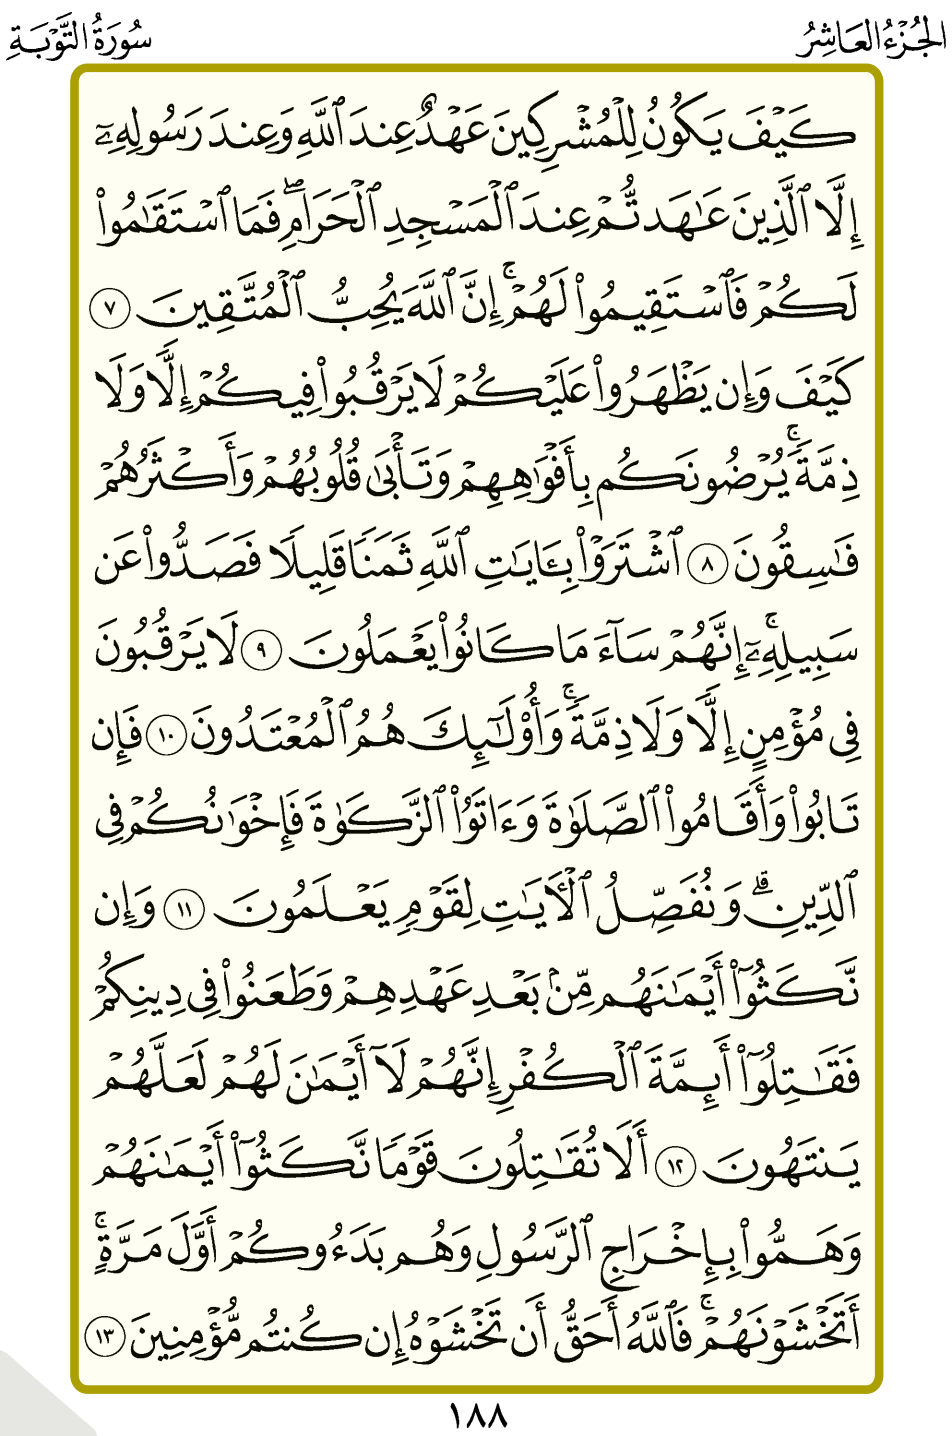 الجُزْءُ العَاشِرُ
سُورَةُ التَّوْبَةِ
كَيْفَ يَكُونُ لِلْمُشْرِكِينَ عَهْدٌ عِندَ ٱللَّهِ وَعِندَ رَسُولِهِۦٓ
إِلَّا ٱلَّذِينَ عَٰهَدتُّمْ عِندَ ٱلْمَسْجِدِ ٱلْحَرَامِ ۖ فَمَا ٱسْتَقَٰمُوا۟
لَكُمْ فَٱسْتَقِيمُوا۟ لَهُمْ ۚ إِنَّ ٱللَّهَ يُحِبُّ ٱلْمُتَّقِينَ ٧
كَيْفَ وَإِن يَظْهَرُوا۟ عَلَيْكُمْ لَا يَرْقُبُوا۟ فِيكُمْ إِلًّا وَلَا
ذِمَّةً ۚ يُرْضُونَكُم بِأَفْوَٰهِهِمْ وَتَأْبَىٰ قُلُوبُهُمْ وَأَكْثَرُهُمْ
فَٰسِقُونَ ٨ ٱشْتَرَوْا۟ بِـَٔايَٰتِ ٱللَّهِ ثَمَنًا قَلِيلًا فَصَدُّوا۟ عَن
سَبِيلِهِۦٓ ۚ إِنَّهُمْ سَآءَ مَا كَانُوا۟ يَعْمَلُونَ ٩ لَا يَرْقُبُونَ
فِى مُؤْمِنٍ إِلًّا وَلَا ذِمَّةً ۚ وَأُو۟لَٰٓئِكَ هُمُ ٱلْمُعْتَدُونَ ١٠ فَإِن
تَابُوا۟ وَأَقَامُوا۟ ٱلصَّلَوٰةَ وَءَاتَوُا۟ ٱلزَّكَوٰةَ فَإِخْوَٰنُكُمْ فِى
ٱلدِّينِ ۗ وَنُفَصِّلُ ٱلْـَٔايَٰتِ لِقَوْمٍ يَعْلَمُونَ ١١ وَإِن
نَّكَثُوٓا۟ أَيْمَٰنَهُم مِّنۢ بَعْدِ عَهْدِهِمْ وَطَعَنُوا۟ فِى دِينِكُمْ
فَقَٰتِلُوٓا۟ أَئِمَّةَ ٱلْكُفْرِ إِنَّهُمْ لَآ أَيْمَٰنَ لَهُمْ لَعَلَّهُمْ
يَنتَهُونَ ١٢ أَلَا تُقَٰتِلُونَ قَوْمًا نَّكَثُوٓا۟ أَيْمَٰنَهُمْ
وَهَمُّوا۟ بِإِخْرَاجِ ٱلرَّسُولِ وَهُم بَدَءُوكُمْ أَوَّلَ مَرَّةٍ ۚ
أَتَخْشَوْنَهُمْ ۚ فَٱللَّهُ أَحَقُّ أَن تَخْشَوْهُ إِن كُنتُم مُّؤْمِنِينَ ١٣
١٨٨